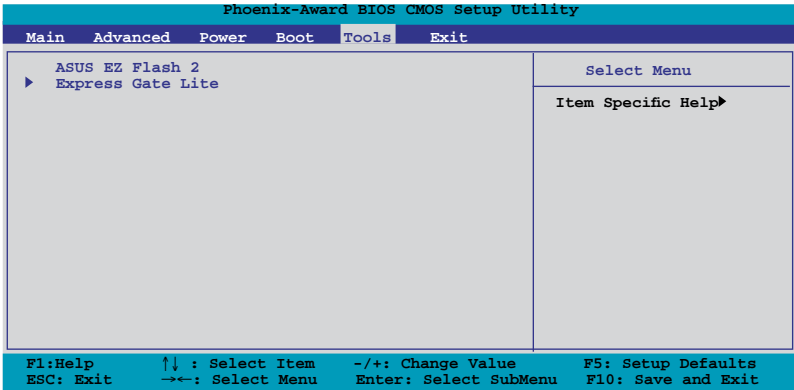 Phoenix-Award BIOS CMOS Setup Utility
Main Advanced Power Boot Tools Exit
ASUS EZ Flash 2
▶ Express Gate Lite
Select Menu
Item Specific Help▶
F1:Help ↑↓ : Select Item -/+: Change Value F5: Setup Defaults
ESC: Exit →←: Select Menu Enter: Select SubMenu F10: Save and Exit